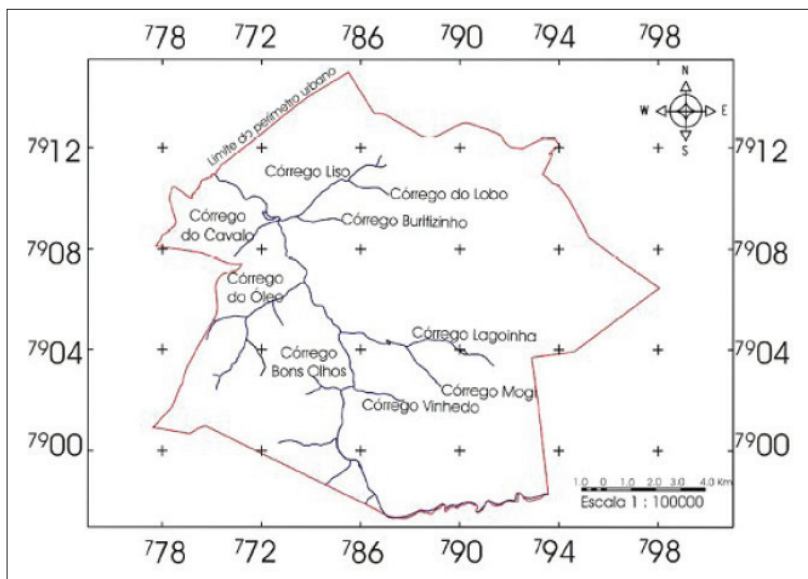 778 772 786 790 794 798
N
W E
S
Limite do perímetro urbano
7912 7912
Córrego Liso
Córrego do Lobo
Córrego
do Cavalo
Córrego Buritizinho
7908 7908
Córrego
do Óleo
Córrego Lagoinha
7904 7904
Córrego
Bons Olhos
Córrego Mogi
Córrego Vinhedo
7900 7900
1.0 0 1.0 2.0 3.0 4.0 Km
Escala 1 : 100000
778 772 786 790 794 798